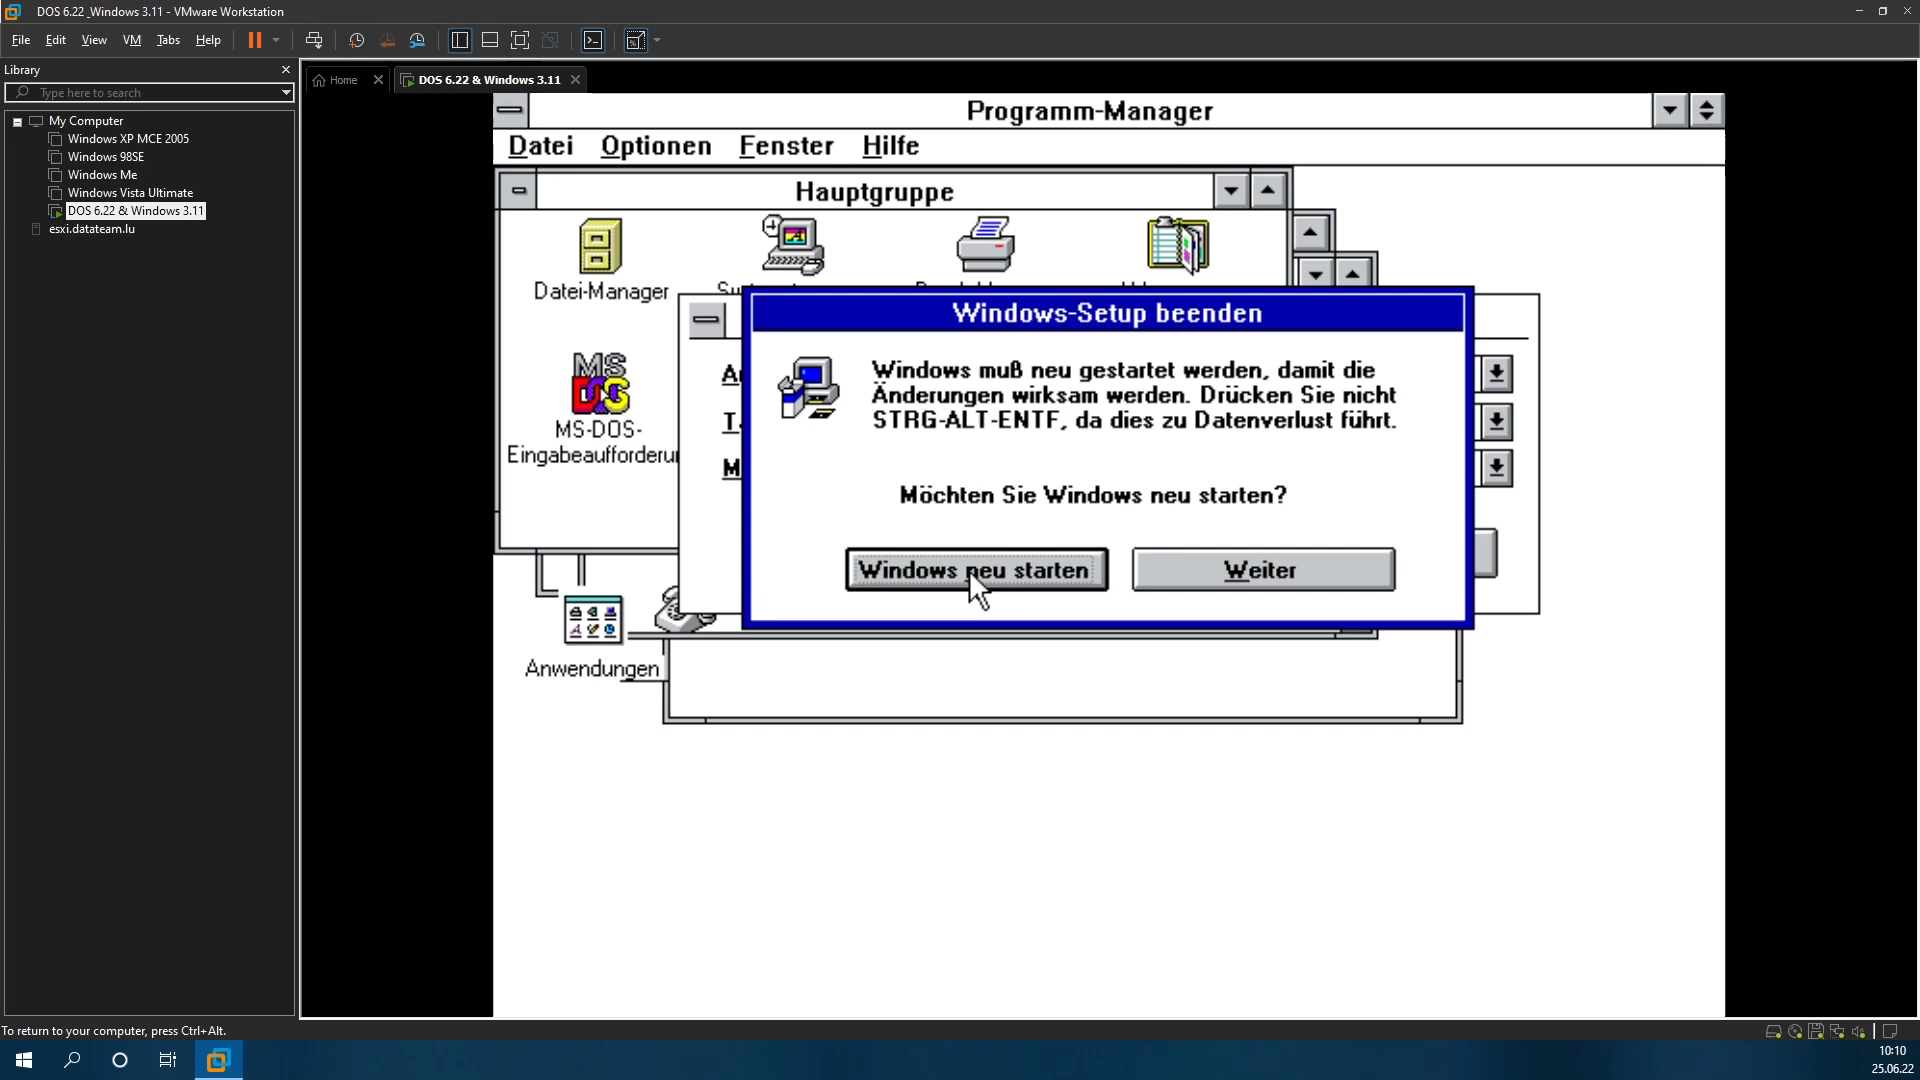 DOS 6.22 _Windows 3.11 - VMware Workstation
File Edit View VM Tabs Help
Library
Type here to search
My Computer
Windows XP MCE 2005
Windows 98SE
Windows Me
Windows Vista Ultimate
DOS 6.22 & Windows 3.11
esxi.datateam.lu
Home
DOS 6.22 & Windows 3.11
Programm-Manager
Datei Optionen Fenster Hilfe
Hauptgruppe
Datei-Manager
MS
DOS
MS-DOS-
Eingabeaufforderu
Windows-Setup beenden
Windows muß neu gestartet werden, damit die
Änderungen wirksam werden. Drücken Sie nicht
STRG-ALT-ENTF, da dies zu Datenverlust führt.
Möchten Sie Windows neu starten?
Windows neu starten
Weiter
Anwendungen
To return to your computer, press Ctrl+Alt.
10:10
25.06.22